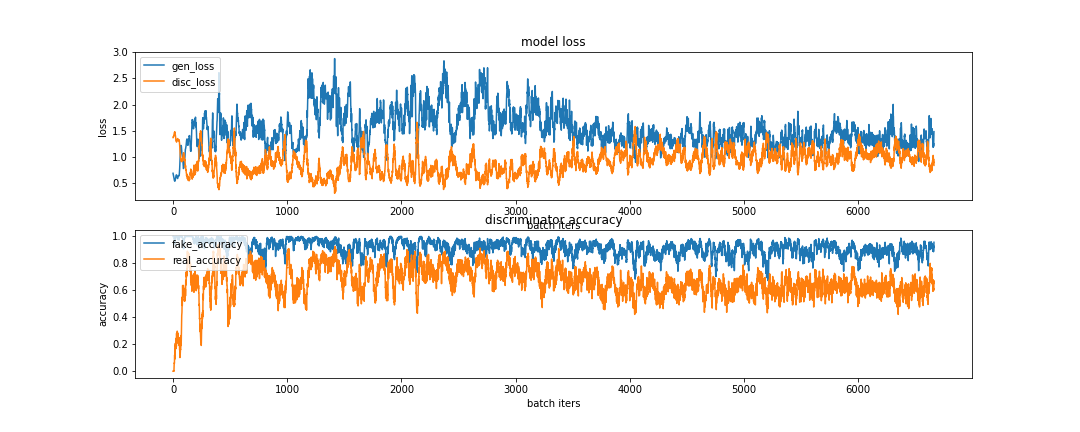 model loss
gen_loss
disc_loss
loss
3.0
2.5
2.0
1.5
1.0
0.5
0 1000 2000 3000 4000 5000 6000
batch iters
discriminator accuracy
fake_accuracy
real_accuracy
accuracy
1.0
0.8
0.6
0.4
0.2
0.0
0 1000 2000 3000 4000 5000 6000
batch iters